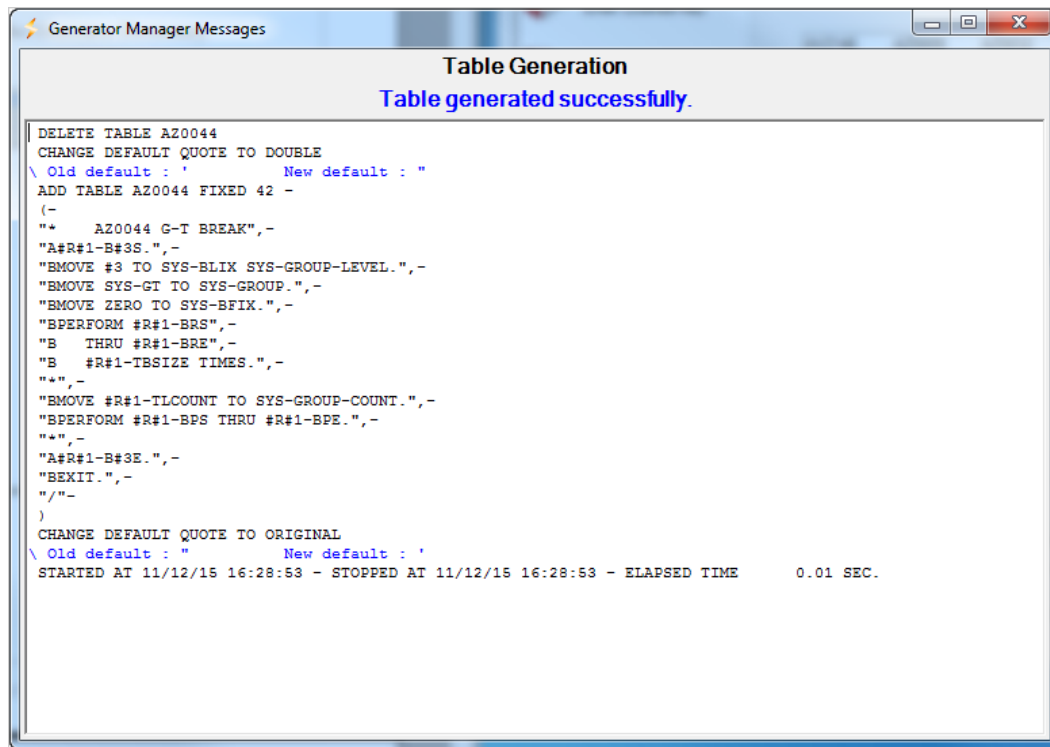 Generator Manager Messages
Table Generation
Table generated successfully.
DELETE TABLE AZ0044
CHANGE DEFAULT QUOTE TO DOUBLE
\ Old default : '          New default : "
ADD TABLE AZ0044 FIXED 42 -
(-
"*    AZ0044 G-T BREAK",-
"A#R#1-B#3S.",-
"BMOVE #3 TO SYS-BLIX SYS-GROUP-LEVEL.",-
"BMOVE SYS-GT TO SYS-GROUP.",-
"BMOVE ZERO TO SYS-BFIX.",-
"BPERFORM #R#1-BRS",-
"B   THRU #R#1-BRE",-
"B   #R#1-TBSIZE TIMES.",-
"*",-
"BMOVE #R#1-TLCOUNT TO SYS-GROUP-COUNT.",-
"BPERFORM #R#1-BPS THRU #R#1-BPE.",-
"*",-
"A#R#1-B#3E.",-
"BEXIT.",-
"/"-
)
CHANGE DEFAULT QUOTE TO ORIGINAL
\ Old default : "          New default : '
STARTED AT 11/12/15 16:28:53 - STOPPED AT 11/12/15 16:28:53 - ELAPSED TIME      0.01 SEC.